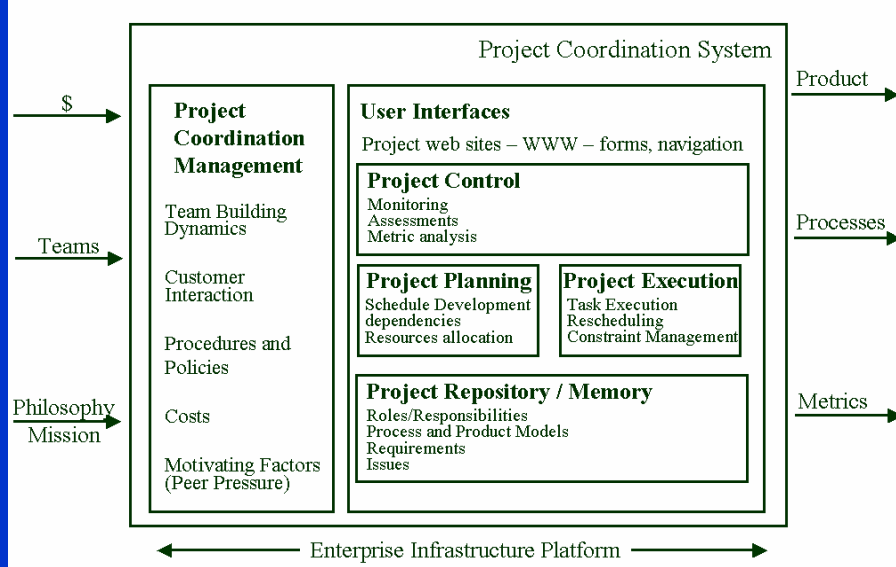 Project Coordination System
$
Teams
Philosophy
Mission
Project
Coordination
Management
Team Building
Dynamics
Customer
Interaction
Procedures and
Policies
Costs
Motivating Factors
(Peer Pressure)
User Interfaces
Project web sites – WWW – forms, navigation
Project Control
Monitoring
Assessments
Metric analysis
Project Planning
Schedule Development
dependencies
Resources allocation
Project Execution
Task Execution
Rescheduling
Constraint Management
Project Repository / Memory
Roles/Responsibilities
Process and Product Models
Requirements
Issues
Product
Processes
Metrics
Enterprise Infrastructure Platform